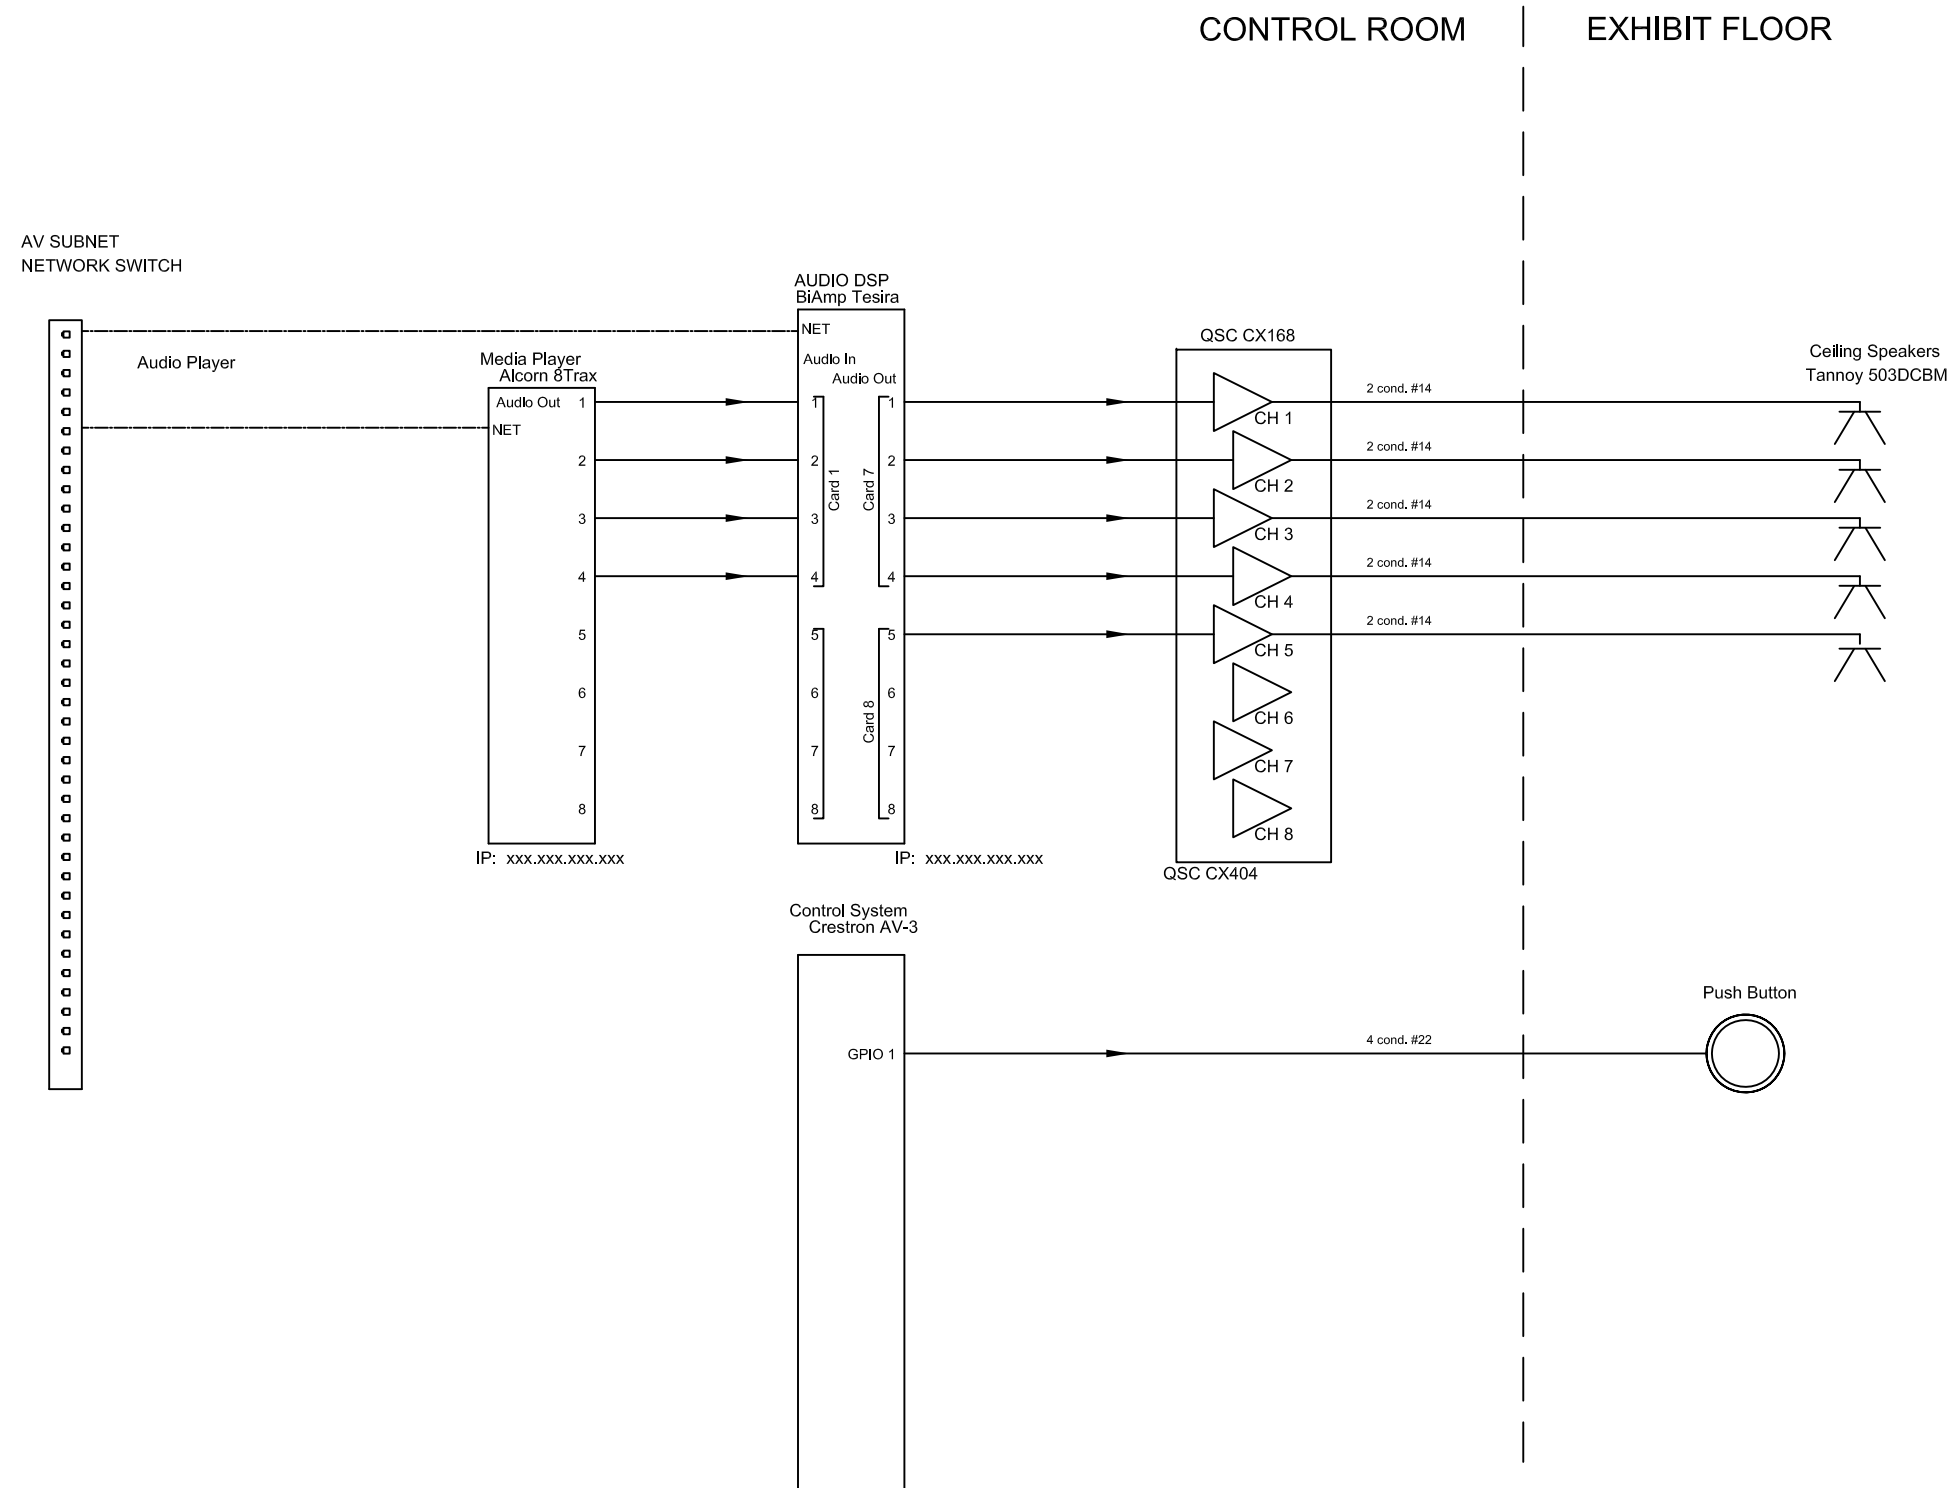 CONTROL ROOM
EXHIBIT FLOOR
AV SUBNET
NETWORK SWITCH
Audio Player
Media Player
Alcorn 8Trax
Audio Out 1
NET
2
3
4
5
6
7
8
IP: xxx.xxx.xxx.xxx
AUDIO DSP
BiAmp Tesira
NET
Audio In
Audio Out
1
2
3
4
Card 1
5
6
7
8
1
2
3
4
Card 7
5
6
7
8
Card 8
IP: xxx.xxx.xxx.xxx
QSC CX168
CH 1
CH 2
CH 3
CH 4
CH 5
CH 6
CH 7
CH 8
QSC CX404
2 cond. #14
2 cond. #14
2 cond. #14
2 cond. #14
2 cond. #14
Ceiling Speakers
Tannoy 503DCBM
Control System
Crestron AV-3
GPIO 1
4 cond. #22
Push Button